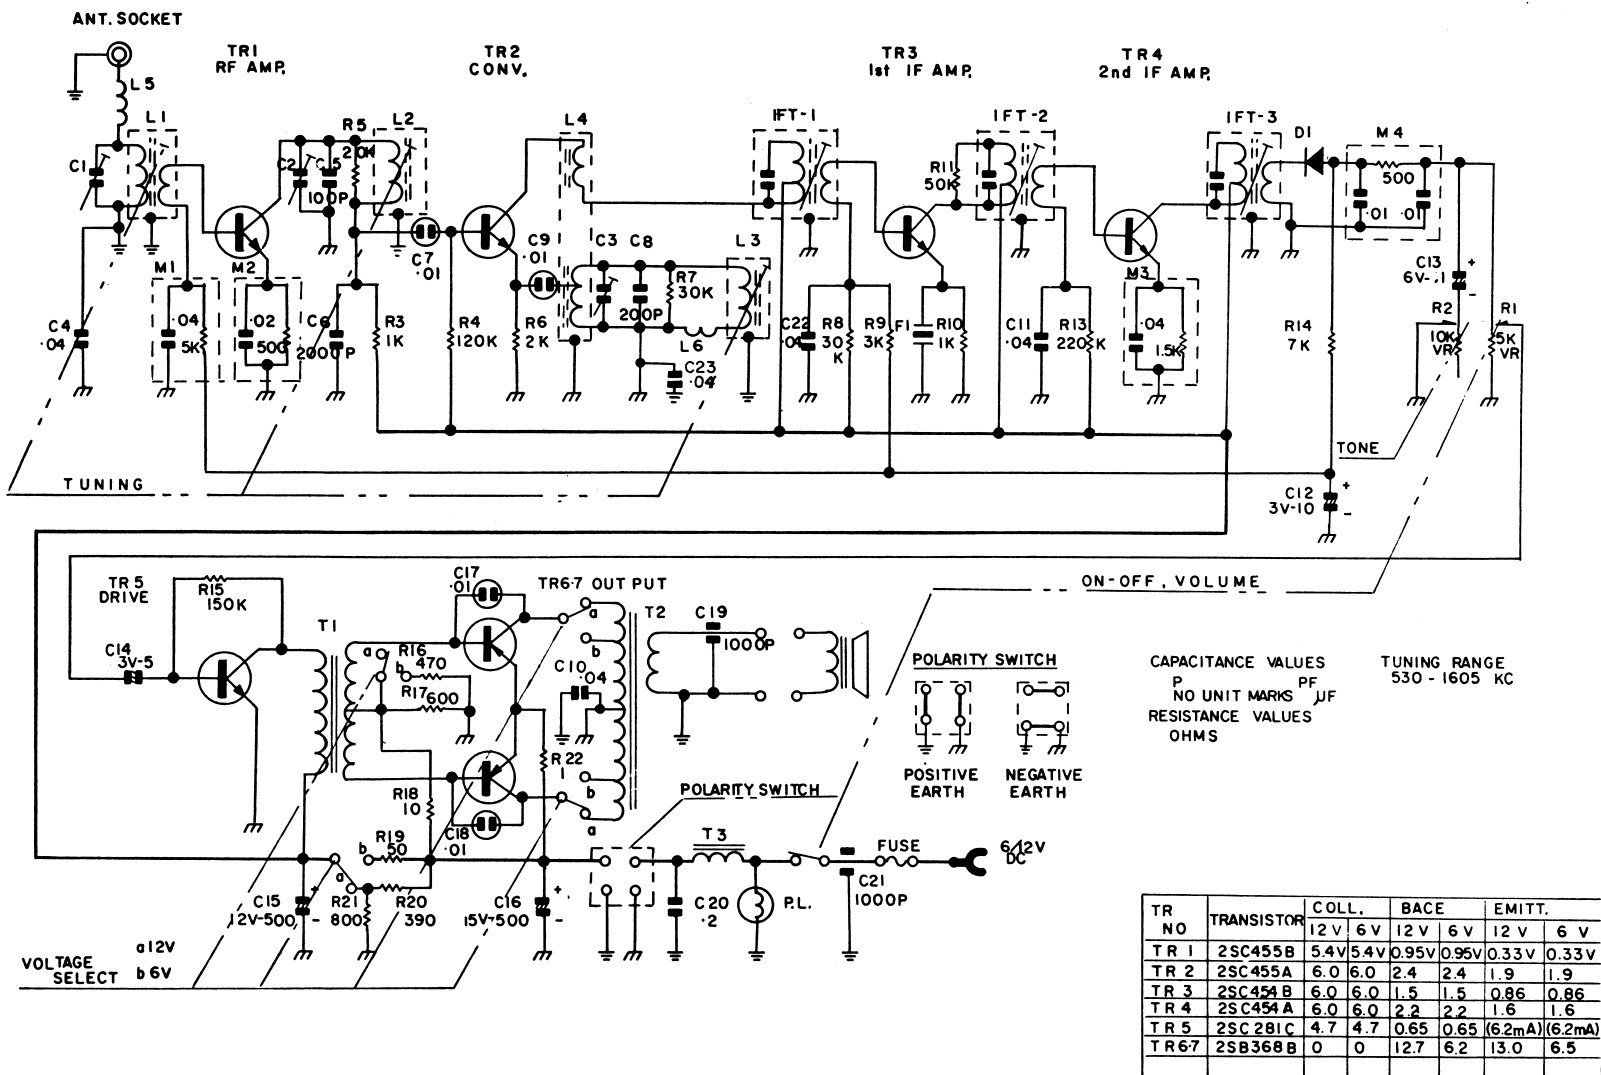 ANT. SOCKET
TR1
RF AMP.
TR2
CONV.
TR3
1st IF AMP.
TR4
2nd IF AMP.
L5
L1
R5
20K
L2
L4
IFT-1
IFT-2
IFT-3
D1
M4
C1
C2
C5
100P
R11
50K
500
.01
.01
C7
.01
C9
.01
C3
C8
L3
R7
30K
200P
L6
C23
.04
M1
M2
M3
C13
6V-.1
+
-
R2
10K
VR
R1
5K
VR
C4
.04
.04
5K
.02
500
C6
2000P
R3
1K
R4
120K
R6
2K
C22
.04
R8
30
K
R9
3K
F1
R10
1K
C11
.04
R13
220K
.04
1.5K
R14
7K
TONE
TUNING
C12
3V-10
+
-
TR5
DRIVE
R15
150K
C17
.01
TR6·7 OUT PUT
ON-OFF, VOLUME
T1
a
b
R16
470
R17
600
a
b
T2
C19
1000P
C14
3V-5
C10
.04
R22
1
b
a
POLARITY SWITCH
POSITIVE
EARTH
NEGATIVE
EARTH
CAPACITANCE VALUES
P PF
NO UNIT MARKS μF
RESISTANCE VALUES
OHMS
TUNING RANGE
530 - 1605 KC
R18
10
C18
.01
POLARITY SWITCH
T3
FUSE
6/12V
DC
b
R19
50
a
C15
12V-500
+
-
R21
800
R20
390
C16
15V-500
+
-
C20
.2
P.L.
C21
1000P
VOLTAGE
SELECT
a 12V
b 6V
TR NO TRANSISTOR COLL. BACE EMITT.
12 V 6 V 12 V 6 V 12 V 6 V
TR 1 2SC455B 5.4V 5.4V 0.95V 0.95V 0.33V 0.33V
TR 2 2SC455A 6.0 6.0 2.4 2.4 1.9 1.9
TR 3 2SC454B 6.0 6.0 1.5 1.5 0.86 0.86
TR 4 2SC454A 6.0 6.0 2.2 2.2 1.6 1.6
TR 5 2SC281C 4.7 4.7 0.65 0.65 (6.2mA) (6.2mA)
TR6·7 2SB368B 0 0 12.7 6.2 13.0 6.5